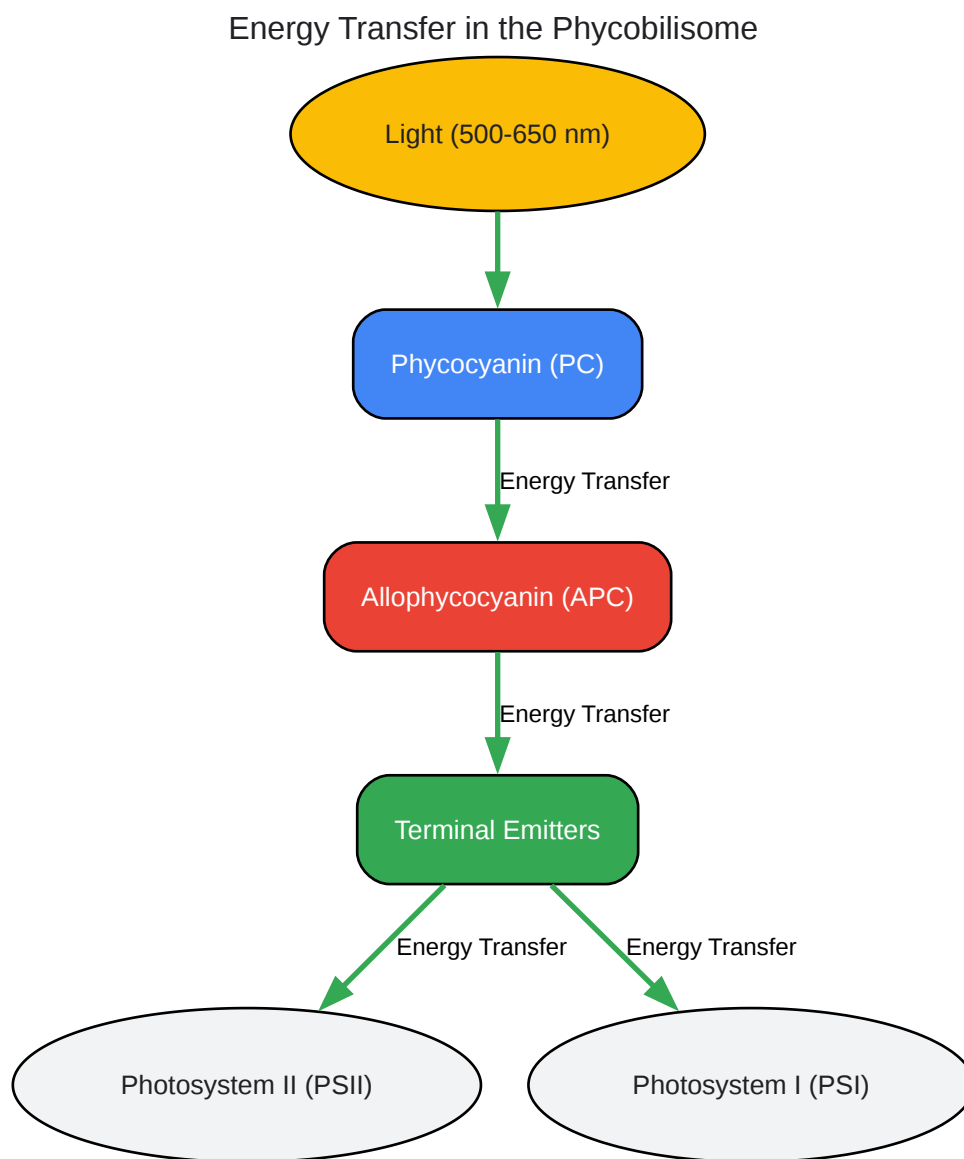 Energy Transfer in the Phycobilisome
Light (500-650 nm)
Phycocyanin (PC)
Energy Transfer
Allophycocyanin (APC)
Energy Transfer
Terminal Emitters
Energy Transfer
Energy Transfer
Photosystem II (PSII)
Photosystem I (PSI)